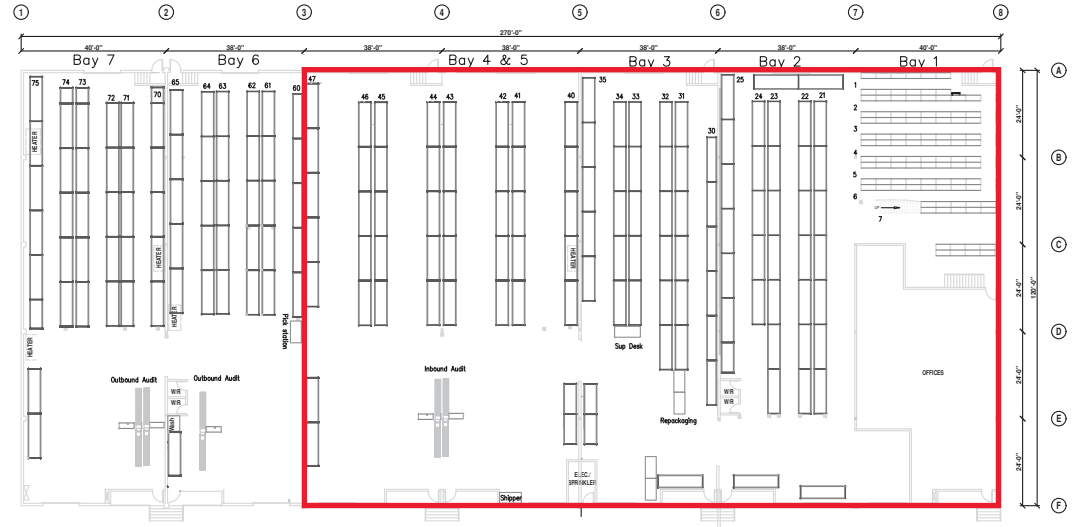 1 2 3 4 5 6 7 8
270'-0"
40'-0" 38'-0" 38'-0" 38'-0" 38'-0" 38'-0" 40'-0"
Bay 7 Bay 6 Bay 4 & 5 Bay 3 Bay 2 Bay 1
A
75 74 73 65 64 63 62 61 60 47 35 25
72 71 70 46 45 44 43 42 41 40 34 33 32 31 24 23 22 21
1
2
3
4
5
6
7
UP
30
24'-0"
HEATER
B
24'-0"
HEATER
HEATER
C
24'-0"
120'-0"
HEATER
Pick station
D
HEATER
Sup Desk
24'-0"
Inbound Audit
OFFICES
Outbound Audit
Outbound Audit
W/R
W/R
W/R
W/R
Wash
Repackaging
E
24'-0"
ELEC./
SPRINKLER
Shipper
F